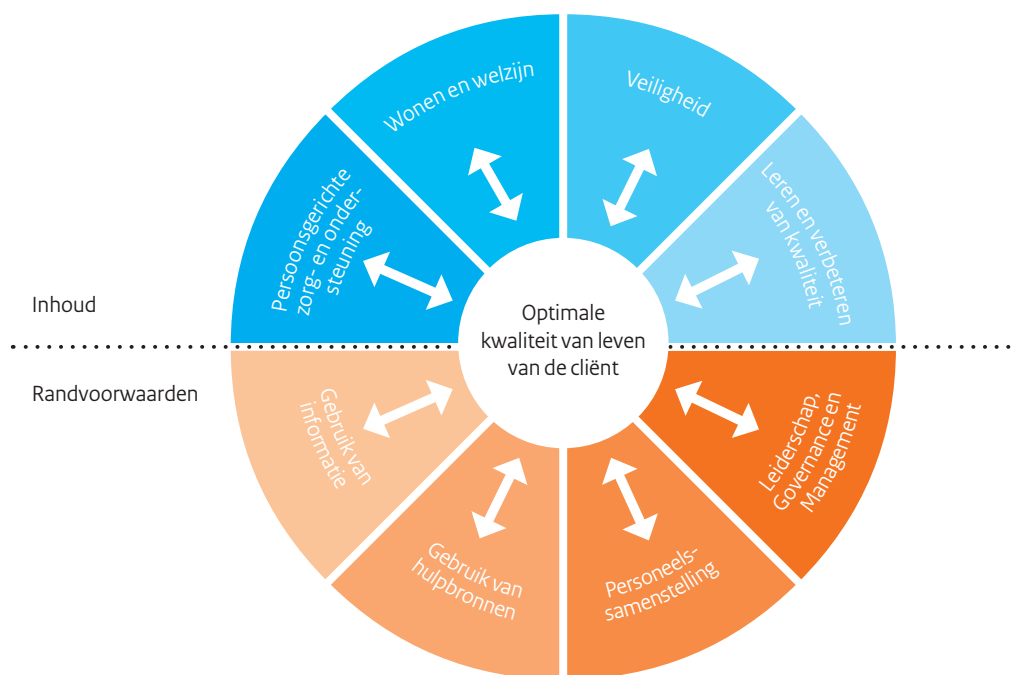 Wonen en welzijn
Veiligheid
Persoonsgerichte
zorg- en onder-
steuning
Leren en verbeteren
van kwaliteit
Inhoud
Optimale
kwaliteit van leven
van de cliënt
Randvoorwaarden
Gebruik van
informatie
Leiderschap,
Governance en
Management
Gebruik van
hulpbronnen
Personeels-
samenstelling